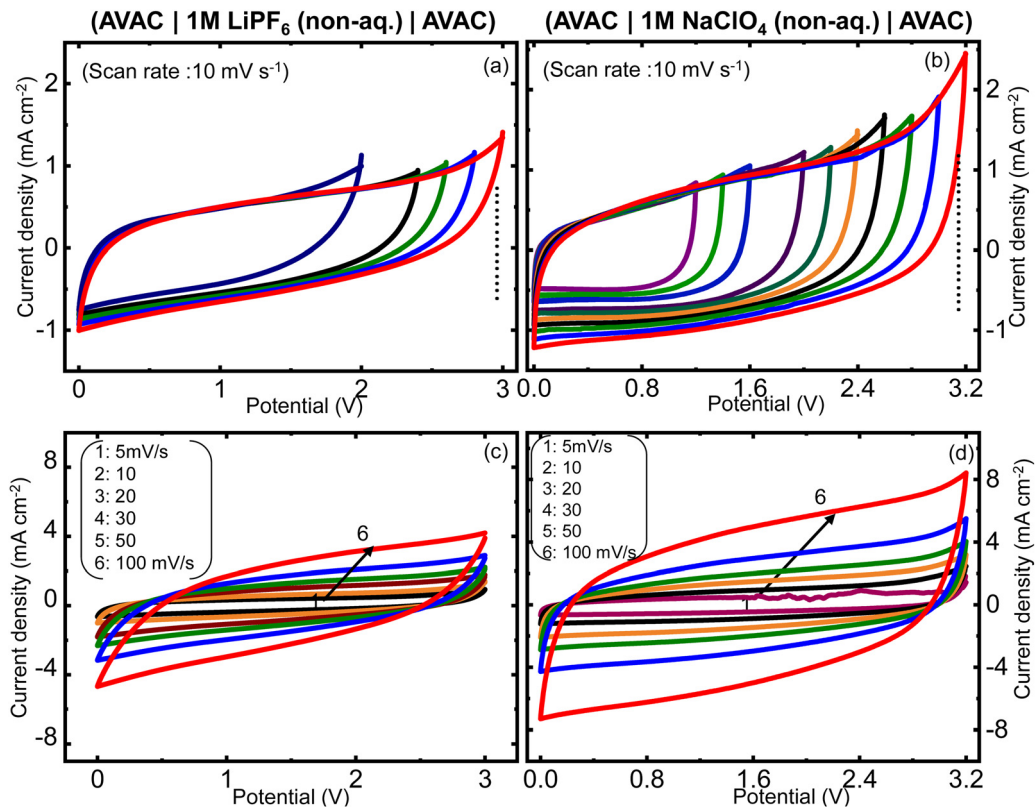 (AVAC | 1M LiPF₆ (non-aq.) | AVAC)
(AVAC | 1M NaClO₄ (non-aq.) | AVAC)
(Scan rate :10 mV s⁻¹)
(a)
Current density (mA cm⁻²)
2
1
0
-1
0
1
2
3
Potential (V)
(Scan rate :10 mV s⁻¹)
(b)
Current density (mA cm⁻²)
2
1
0
-1
0.0
0.8
1.6
2.4
3.2
Potential (V)
(c)
1: 5mV/s
2: 10
3: 20
4: 30
5: 50
6: 100 mV/s
6
1
Current density (mA cm⁻²)
8
4
0
-4
-8
0
1
2
3
Potential (V)
(d)
1: 5mV/s
2: 10
3: 20
4: 30
5: 50
6: 100 mV/s
6
1
Current density (mA cm⁻²)
8
4
0
-4
-8
0.0
0.8
1.6
2.4
3.2
Potential (V)